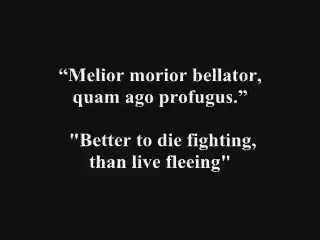 “Melior morior bellator,
quam ago profugus.”
"Better to die fighting,
than live fleeing"